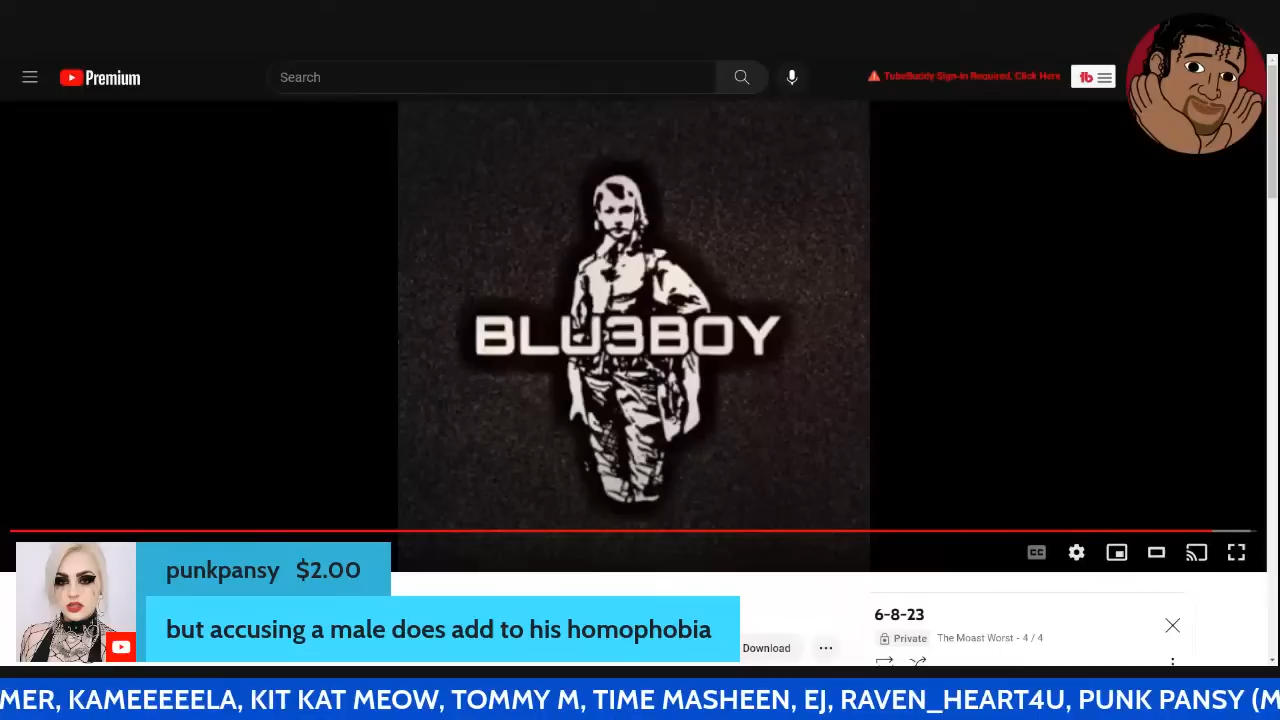 Premium
Search
TubeBuddy Sign-in Required, Click Here
tb
BLU3BOY
CC
punkpansy $2.00
but accusing a male does add to his homophobia
Download
6-8-23
Private The Moast Worst - 4 / 4
MER, KAMEEEEELA, KIT KAT MEOW, TOMMY M, TIME MASHEEN, EJ, RAVEN_HEART4U, PUNK PANSY (M